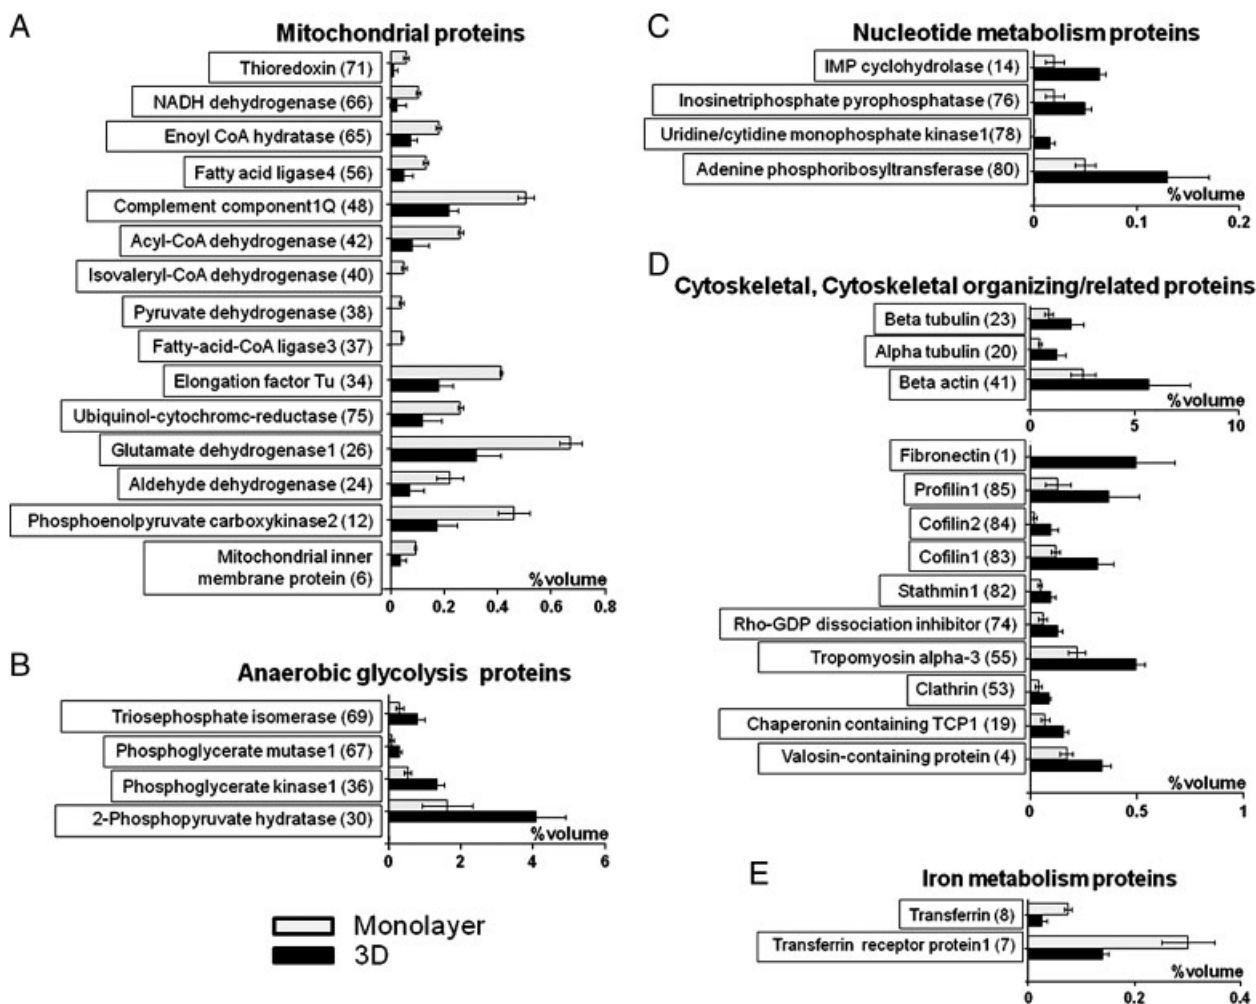 A
Mitochondrial proteins
Thioredoxin (71)
NADH dehydrogenase (66)
Enoyl CoA hydratase (65)
Fatty acid ligase4 (56)
Complement component1Q (48)
Acyl-CoA dehydrogenase (42)
Isovaleryl-CoA dehydrogenase (40)
Pyruvate dehydrogenase (38)
Fatty-acid-CoA ligase3 (37)
Elongation factor Tu (34)
Ubiquinol-cytochromc-reductase (75)
Glutamate dehydrogenase1 (26)
Aldehyde dehydrogenase (24)
Phosphoenolpyruvate carboxykinase2 (12)
Mitochondrial inner
membrane protein (6)
%volume
0 0.2 0.4 0.6 0.8
B
Anaerobic glycolysis proteins
Triosephosphate isomerase (69)
Phosphoglycerate mutase1 (67)
Phosphoglycerate kinase1 (36)
2-Phosphopyruvate hydratase (30)
%volume
0 2 4 6
Monolayer
3D
C
Nucleotide metabolism proteins
IMP cyclohydrolase (14)
Inosinetriphosphate pyrophosphatase (76)
Uridine/cytidine monophosphate kinase1(78)
Adenine phosphoribosyltransferase (80)
%volume
0 0.1 0.2
D
Cytoskeletal, Cytoskeletal organizing/related proteins
Beta tubulin (23)
Alpha tubulin (20)
Beta actin (41)
%volume
0 5 10
Fibronectin (1)
Profilin1 (85)
Cofilin2 (84)
Cofilin1 (83)
Stathmin1 (82)
Rho-GDP dissociation inhibitor (74)
Tropomyosin alpha-3 (55)
Clathrin (53)
Chaperonin containing TCP1 (19)
Valosin-containing protein (4)
%volume
0 0.5 1
E
Iron metabolism proteins
Transferrin (8)
Transferrin receptor protein1 (7)
%volume
0 0.2 0.4